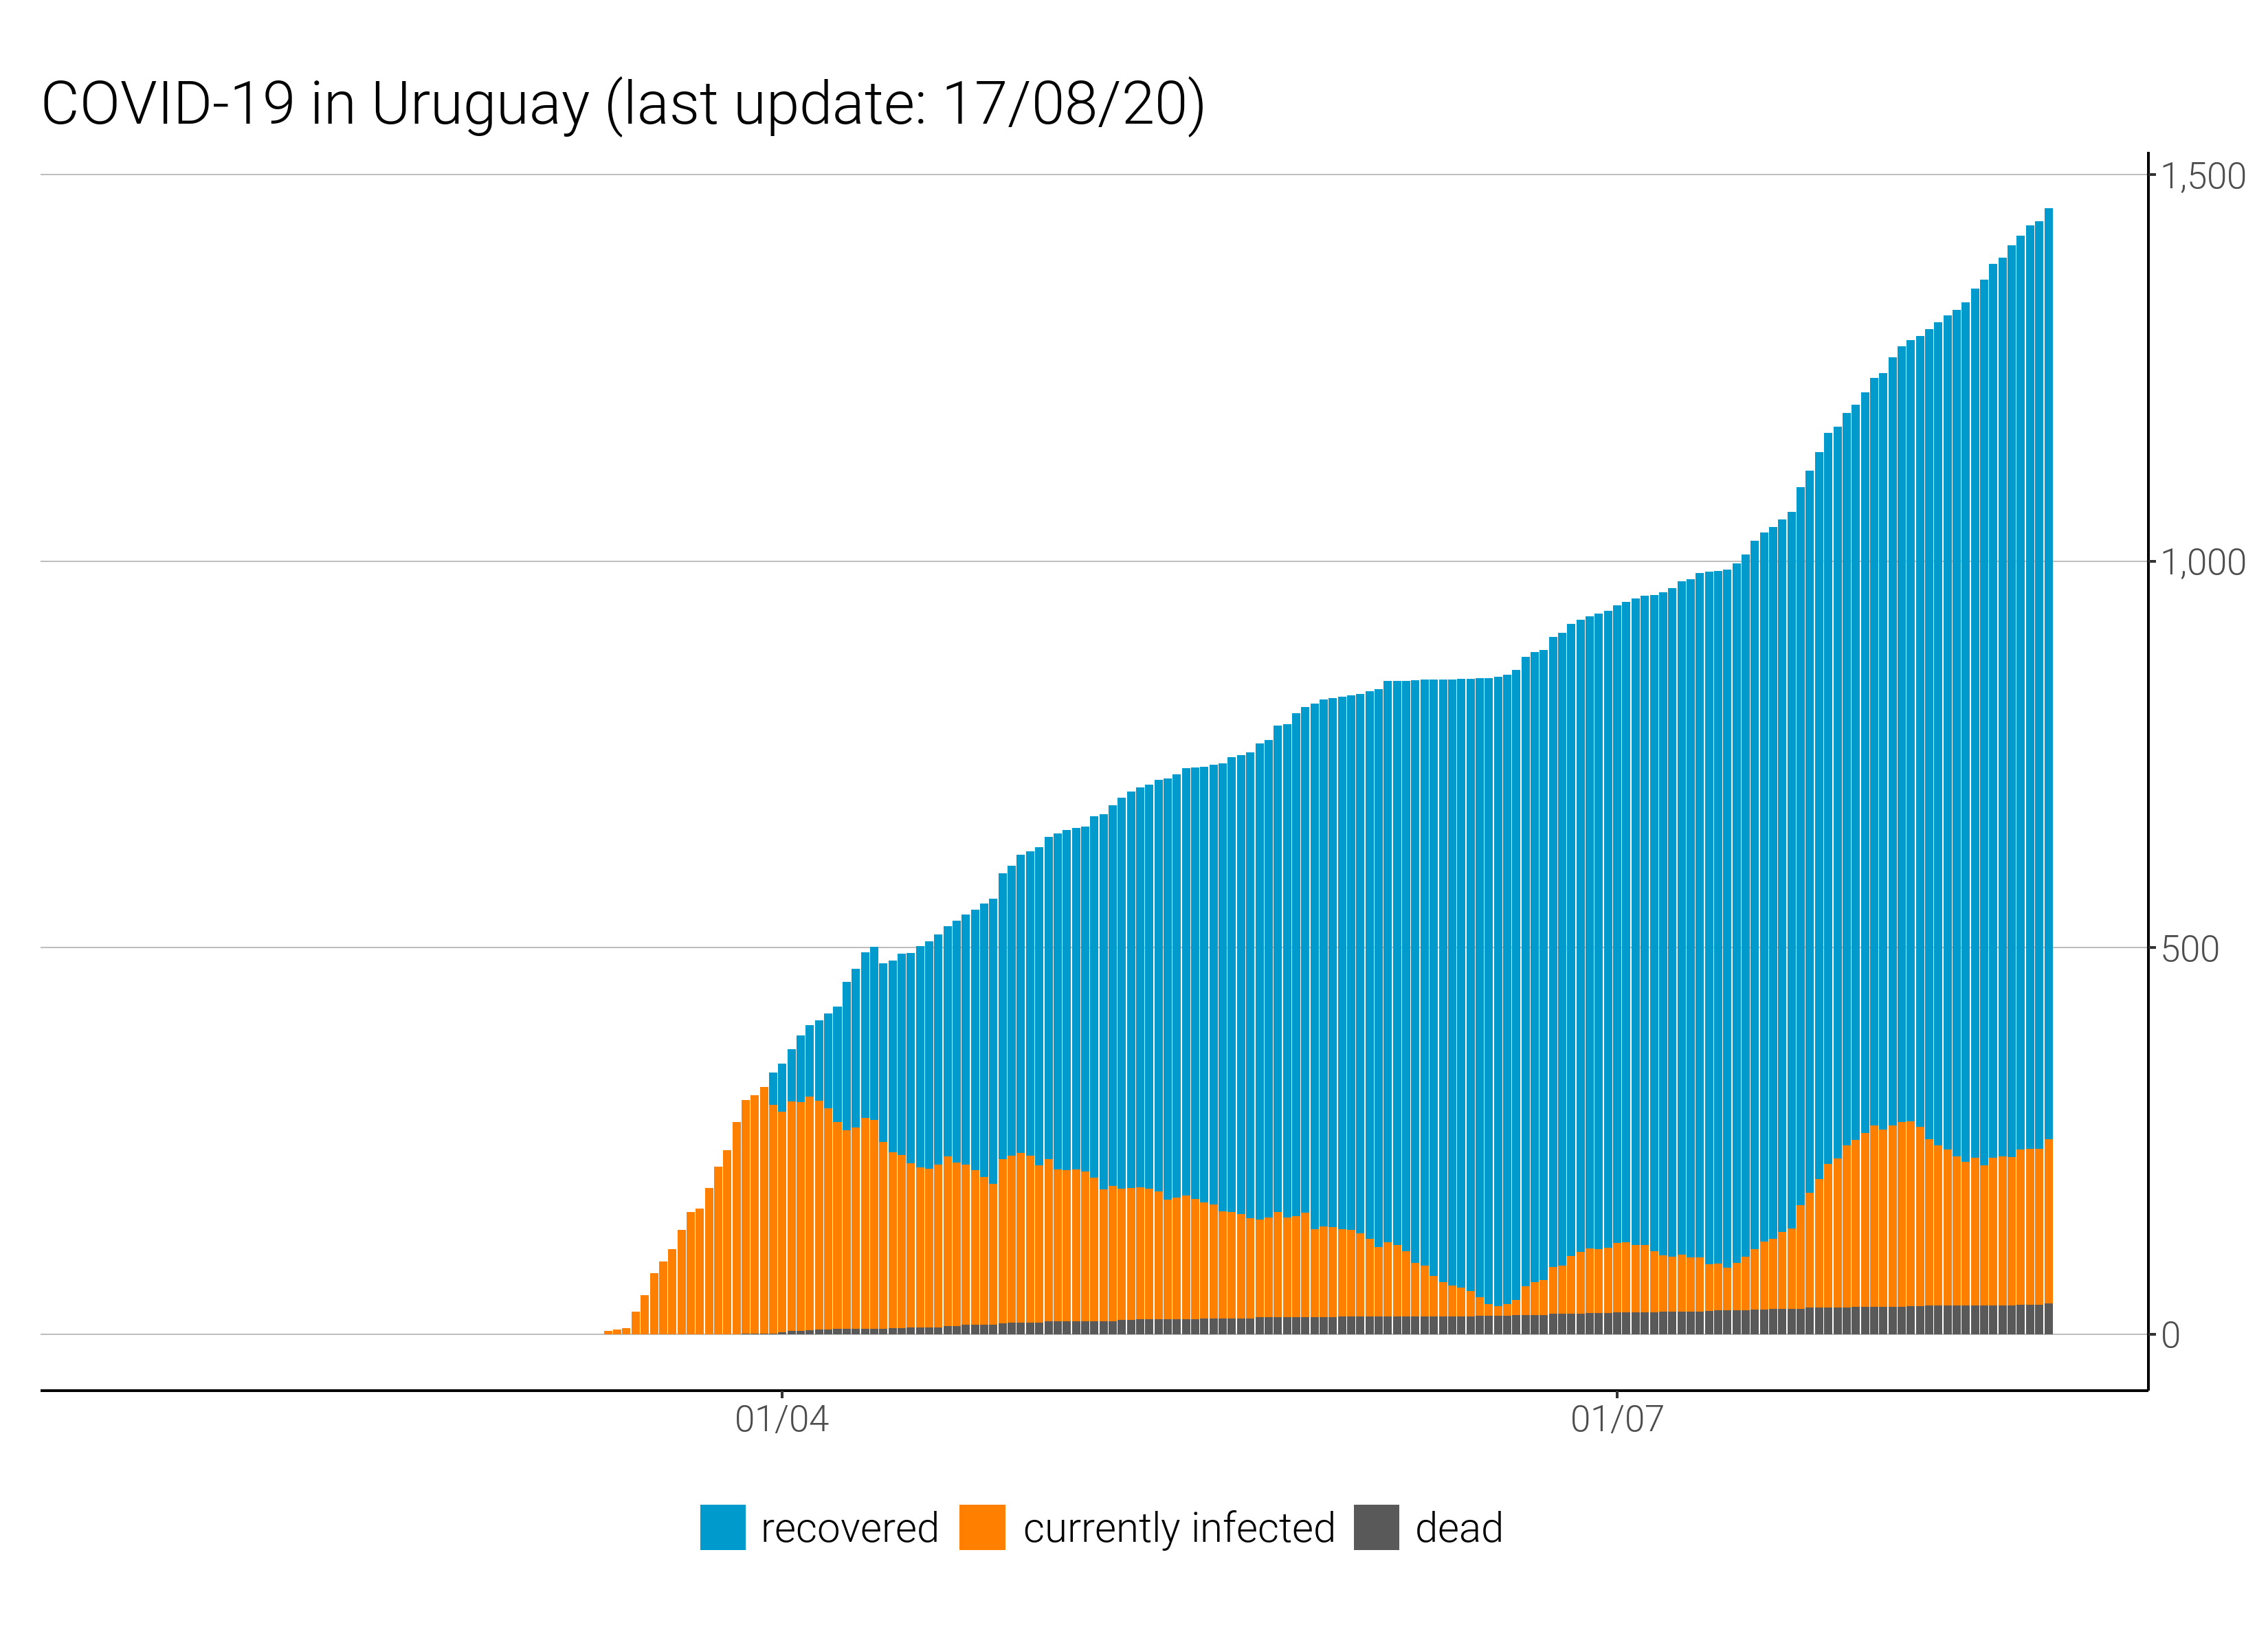 COVID-19 in Uruguay (last update: 17/08/20)
1,500
1,000
500
0
01/04 01/07
recovered currently infected dead